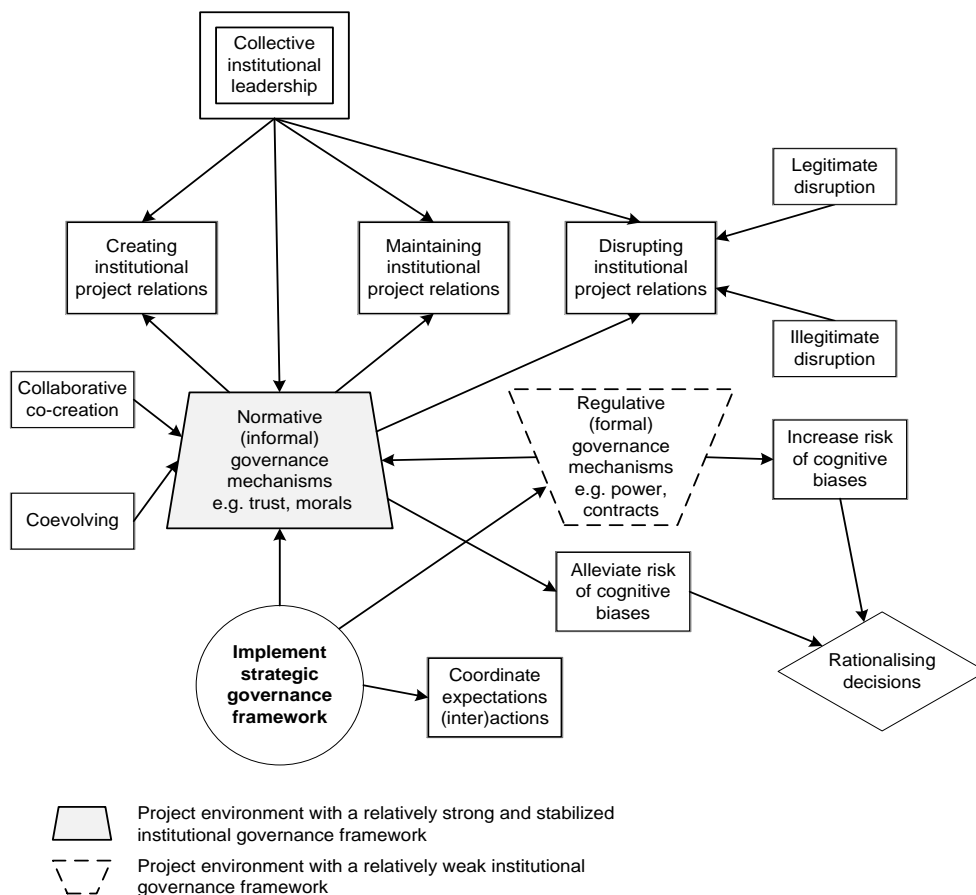 Collective
institutional
leadership
Legitimate
disruption
Creating
institutional
project relations
Maintaining
institutional
project relations
Disrupting
institutional
project relations
Illegitimate
disruption
Collaborative
co-creation
Normative
(informal)
governance
mechanisms
e.g. trust, morals
Regulative
(formal)
governance
mechanisms
e.g. power,
contracts
Increase risk
of cognitive
biases
Coevolving
Alleviate risk
of cognitive
biases
Implement
strategic
governance
framework
Coordinate
expectations
(inter)actions
Rationalising
decisions
Project environment with a relatively strong and stabilized
institutional governance framework
Project environment with a relatively weak institutional
governance framework